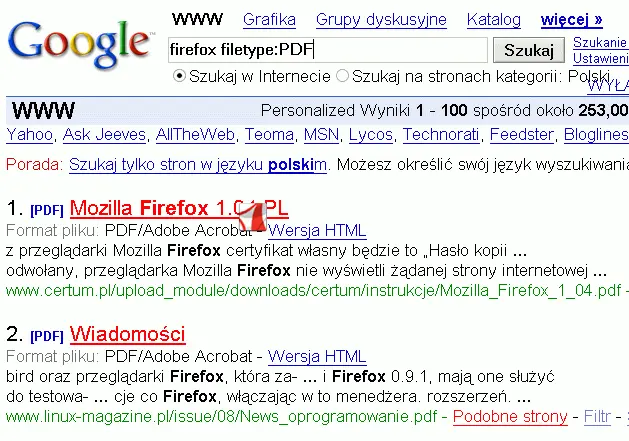 WWW Grafika Grupy dyskusyjne Katalog więcej »
Google™
firefox filetype:PDF Szukaj Szukanie
Ustawieni
Szukaj w Internecie Szukaj na stronach kategorii: Polski
WYŁA
WWW Personalized Wyniki 1 - 100 spośród około 253,00
Yahoo, Ask Jeeves, AllTheWeb, Teoma, MSN, Lycos, Technorati, Feedster, Bloglines
Porada: Szukaj tylko stron w języku polskim. Możesz określić swój język wyszukiwania
1. [PDF] Mozilla Firefox 1.04 PL
Format pliku: PDF/Adobe Acrobat - Wersja HTML
z przeglądarki Mozilla Firefox certyfikat własny będzie to „Hasło kopii ...
odwołany, przeglądarka Mozilla Firefox nie wyświetli żądanej strony internetowej ...
www.certum.pl/upload_module/downloads/certum/instrukcje/Mozilla_Firefox_1_04.pdf -
2. [PDF] Wiadomości
Format pliku: PDF/Adobe Acrobat - Wersja HTML
bird oraz przeglądarki Firefox, która za- ... i Firefox 0.9.1, mają one służyć
do testowa- ... cje co Firefox, włączając w to menedżera. rozszerzeń. ...
www.linux-magazine.pl/issue/08/News_oprogramowanie.pdf - Podobne strony - Filtr -